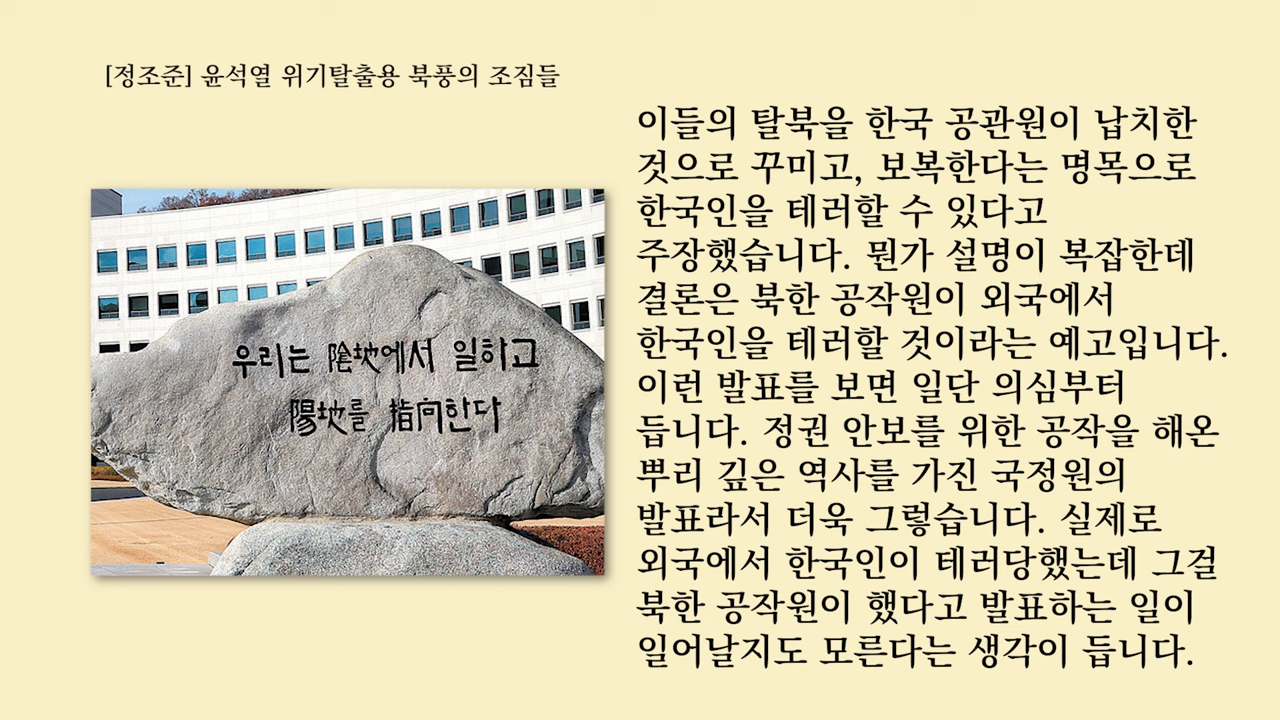 [정조준] 윤석열 위기탈출용 북풍의 조짐들
우리는 陰地에서 일하고
陽地를 指向한다
이들의 탈북을 한국 공관원이 납치한
것으로 꾸미고, 보복한다는 명목으로
한국인을 테러할 수 있다고
주장했습니다. 뭔가 설명이 복잡한데
결론은 북한 공작원이 외국에서
한국인을 테러할 것이라는 예고입니다.
이런 발표를 보면 일단 의심부터
듭니다. 정권 안보를 위한 공작을 해온
뿌리 깊은 역사를 가진 국정원의
발표라서 더욱 그렇습니다. 실제로
외국에서 한국인이 테러당했는데 그걸
북한 공작원이 했다고 발표하는 일이
일어날지도 모른다는 생각이 듭니다.